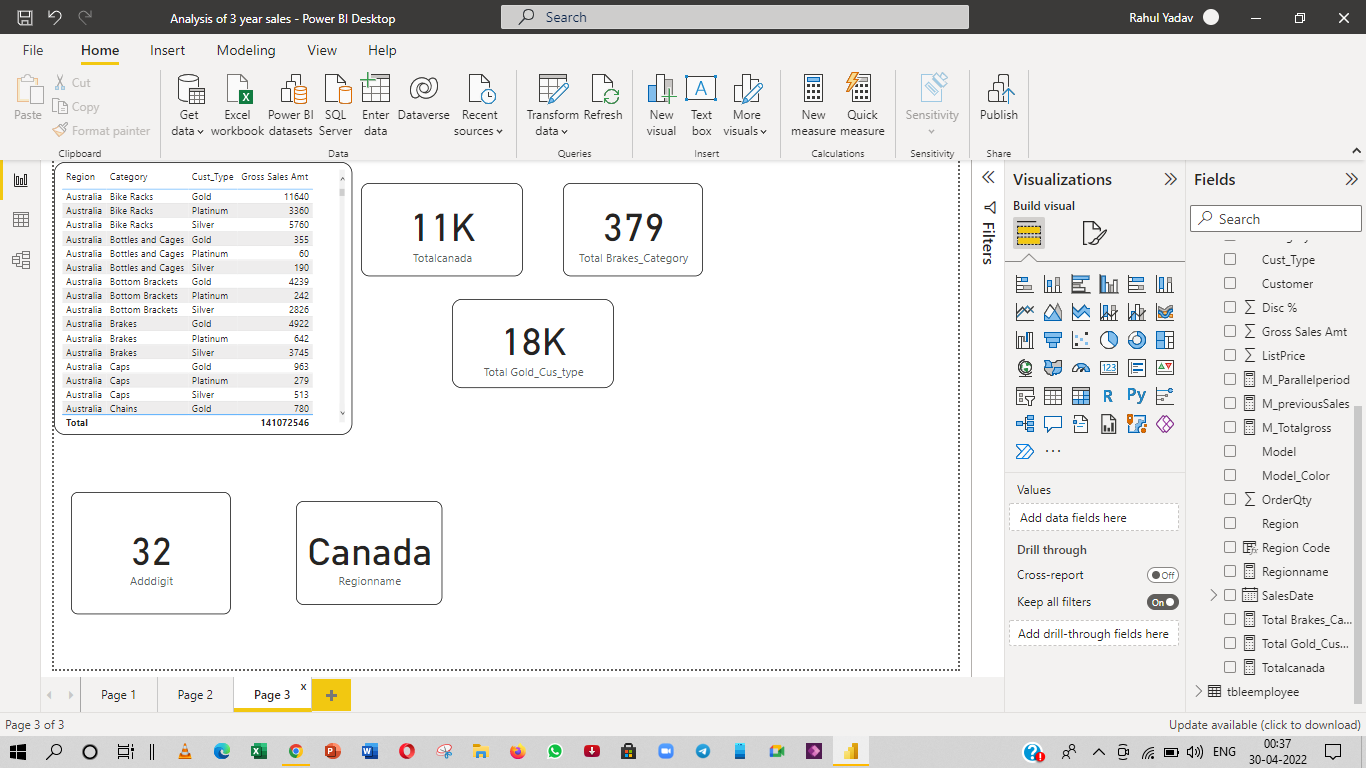 Analysis of 3 year sales - Power BI Desktop
Search
Rahul Yadav
File Home Insert Modeling View Help
Paste
Cut
Copy
Format painter
Clipboard
Get data
Excel workbook
Power BI datasets
SQL Server
Enter data
Dataverse
Recent sources
Data
Transform data
Refresh
Queries
New visual
Text box
More visuals
Insert
New measure
Quick measure
Calculations
Sensitivity
Sensitivity
Publish
Share
Region Category Cust_Type Gross Sales Amt
Australia Bike Racks Gold 11640
Australia Bike Racks Platinum 3360
Australia Bike Racks Silver 5760
Australia Bottles and Cages Gold 355
Australia Bottles and Cages Platinum 60
Australia Bottles and Cages Silver 190
Australia Bottom Brackets Gold 4239
Australia Bottom Brackets Platinum 242
Australia Bottom Brackets Silver 2826
Australia Brakes Gold 4922
Australia Brakes Platinum 642
Australia Brakes Silver 3745
Australia Caps Gold 963
Australia Caps Platinum 279
Australia Caps Silver 513
Australia Chains Gold 780
Total 141072546
11K
Totalcanada
379
Total Brakes_Category
18K
Total Gold_Cus_type
32
Adddigit
Canada
Regionname
Filters
Visualizations
Build visual
123
R
Py
Values
Add data fields here
Drill through
Cross-report Off
Keep all filters On
Add drill-through fields here
Fields
Search
Cust_Type
Customer
Disc %
Gross Sales Amt
ListPrice
M_Parallelperiod
M_previousSales
M_Totalgross
Model
Model_Color
OrderQty
Region
Region Code
Regionname
SalesDate
Total Brakes_Ca...
Total Gold_Cus...
Totalcanada
tbleemployee
Page 1 Page 2 Page 3 x +
Page 3 of 3
Update available (click to download)
ENG
00:37
30-04-2022